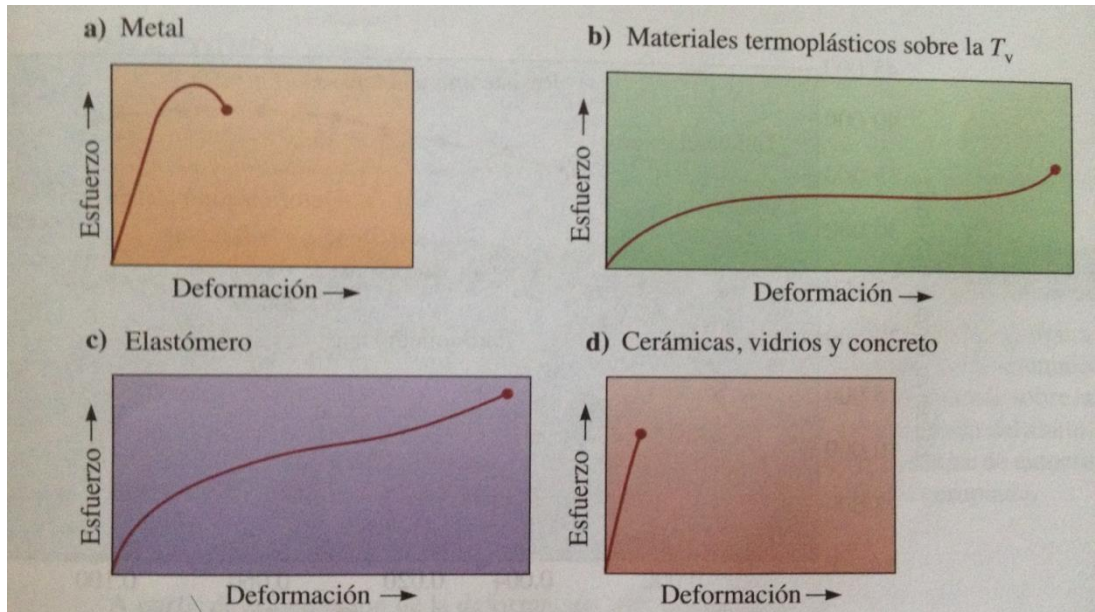 a) Metal
Esfuerzo
Deformación
b) Materiales termoplásticos sobre la Tv
Esfuerzo
Deformación
c) Elastómero
Esfuerzo
Deformación
d) Cerámicas, vidrios y concreto
Esfuerzo
Deformación